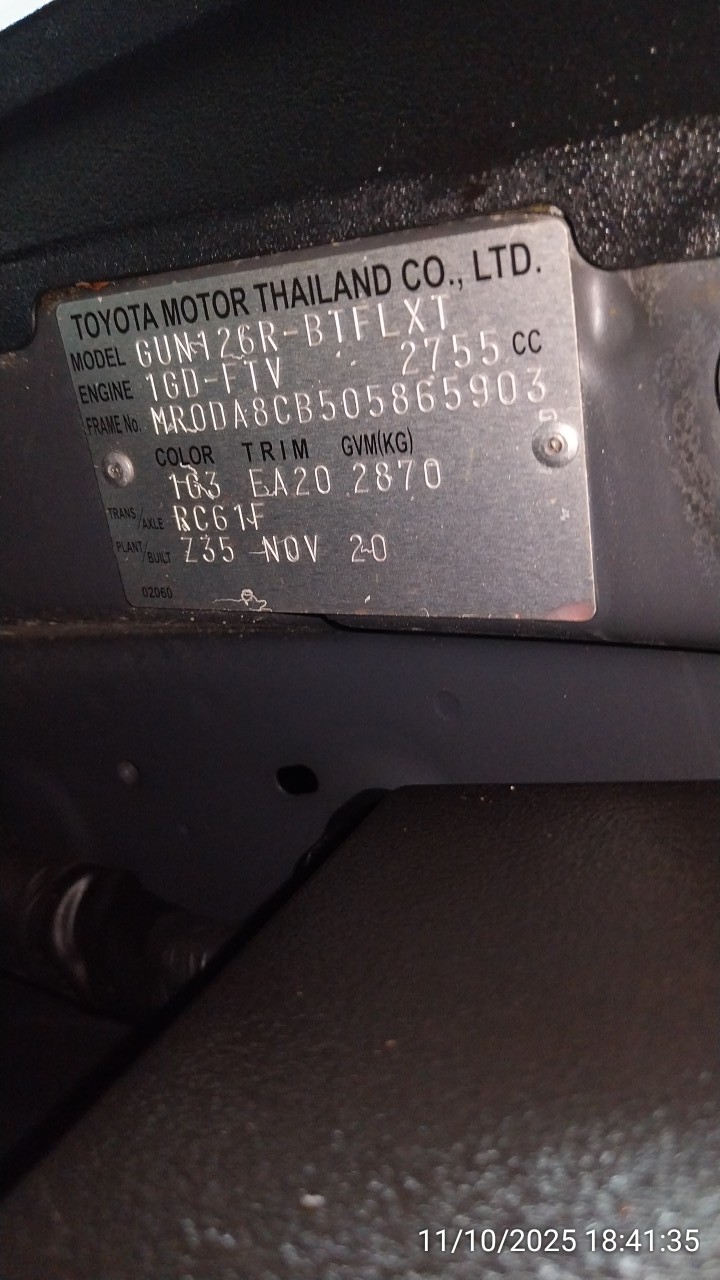 TOYOTA MOTOR THAILAND CO., LTD.
MODEL GUN126R-BTFLXT
ENGINE 1GD-FTV 2755 CC
FRAME No. MR0DA8CB505865903
COLOR TRIM GVM(KG)
1G3 EA20 2870
TRANS/AXLE RC61F
PLANT/BUILT Z35 NOV 20
02060
11/10/2025 18:41:35